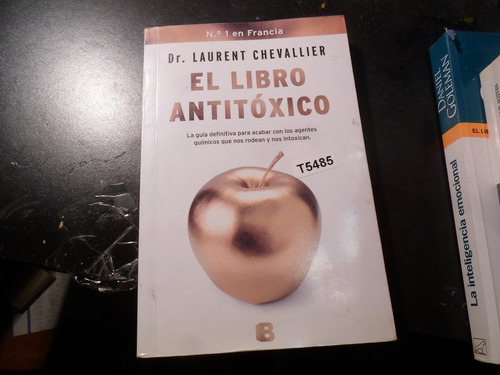 N.º 1 en Francia
Dr. LAURENT CHEVALLIER
EL LIBRO
ANTITÓXICO
La guía definitiva para acabar con los agentes
químicos que nos rodean y nos intoxican.
T5485
B
DANIEL
GOLEMAN
La inteligencia emocional